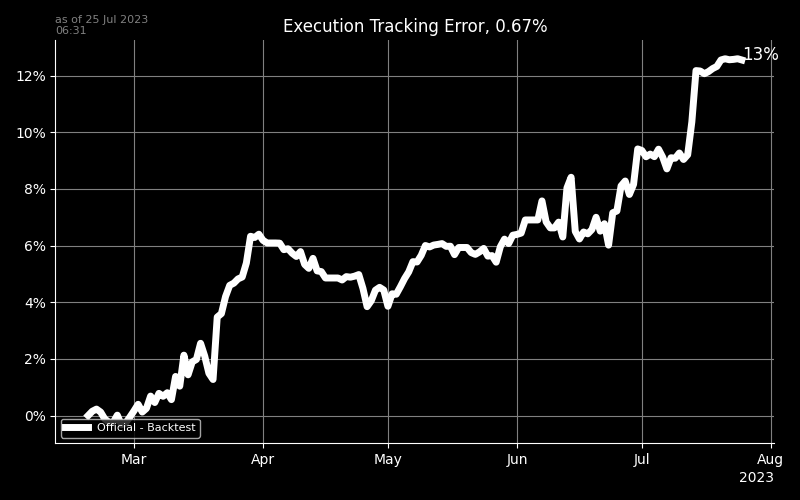 as of 25 Jul 2023
06:31
Execution Tracking Error, 0.67%
13%
12%
10%
8%
6%
4%
2%
0%
Official - Backtest
Mar Apr May Jun Jul Aug
2023